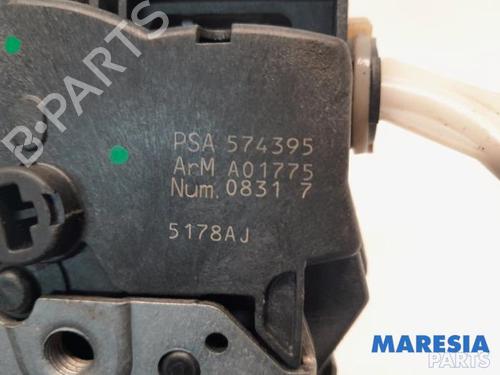 B-PARTS
PSA 574395
ArM A01775
Num. 0831 7
5178AJ
MARESIA
PARTS